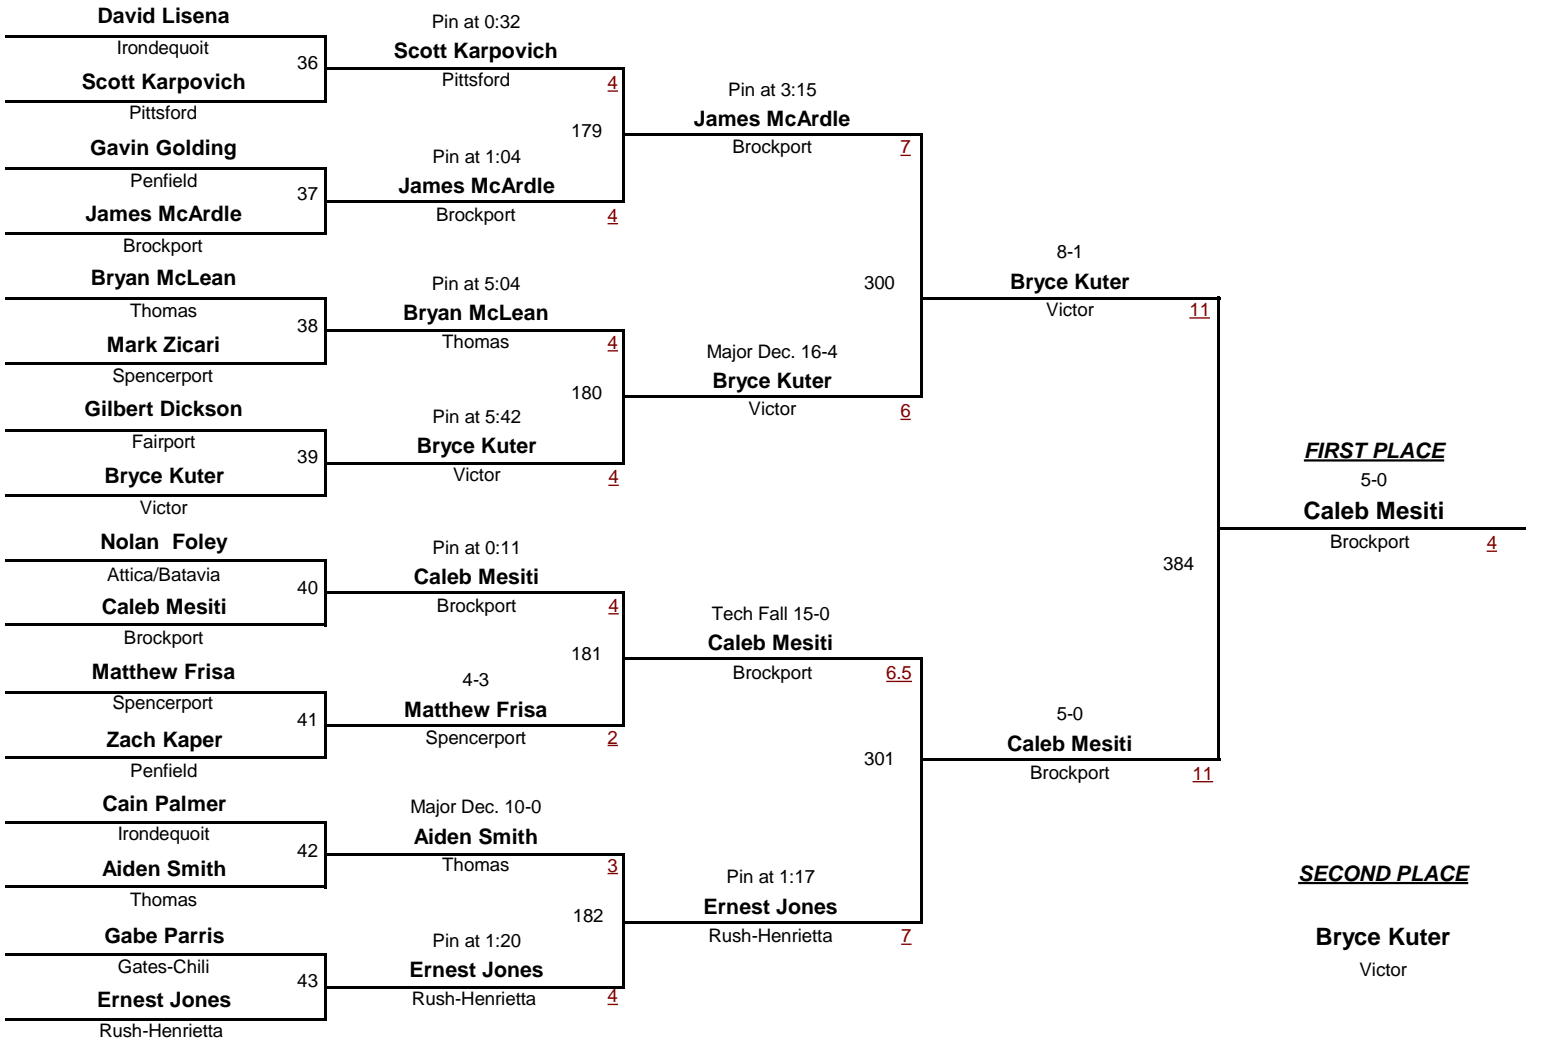 David Lisena
Irondequoit
36
Scott Karpovich
Pittsford
Gavin Golding
Penfield
37
James McArdle
Brockport
Bryan McLean
Thomas
38
Mark Zicari
Spencerport
Gilbert Dickson
Fairport
39
Bryce Kuter
Victor
Nolan  Foley
Attica/Batavia
40
Caleb Mesiti
Brockport
Matthew Frisa
Spencerport
41
Zach Kaper
Penfield
Cain Palmer
Irondequoit
42
Aiden Smith
Thomas
Gabe Parris
Gates-Chili
43
Ernest Jones
Rush-Henrietta
Pin at 0:32
Scott Karpovich
Pittsford
4
179
Pin at 1:04
James McArdle
Brockport
4
Pin at 5:04
Bryan McLean
Thomas
4
180
Pin at 5:42
Bryce Kuter
Victor
4
Pin at 0:11
Caleb Mesiti
Brockport
4
181
4-3
Matthew Frisa
Spencerport
2
Major Dec. 10-0
Aiden Smith
Thomas
3
182
Pin at 1:20
Ernest Jones
Rush-Henrietta
4
Pin at 3:15
James McArdle
Brockport
7
300
Major Dec. 16-4
Bryce Kuter
Victor
6
Tech Fall 15-0
Caleb Mesiti
Brockport
6.5
301
Pin at 1:17
Ernest Jones
Rush-Henrietta
7
8-1
Bryce Kuter
Victor
11
384
5-0
Caleb Mesiti
Brockport
11
FIRST PLACE
5-0
Caleb Mesiti
Brockport
4
SECOND PLACE
Bryce Kuter
Victor